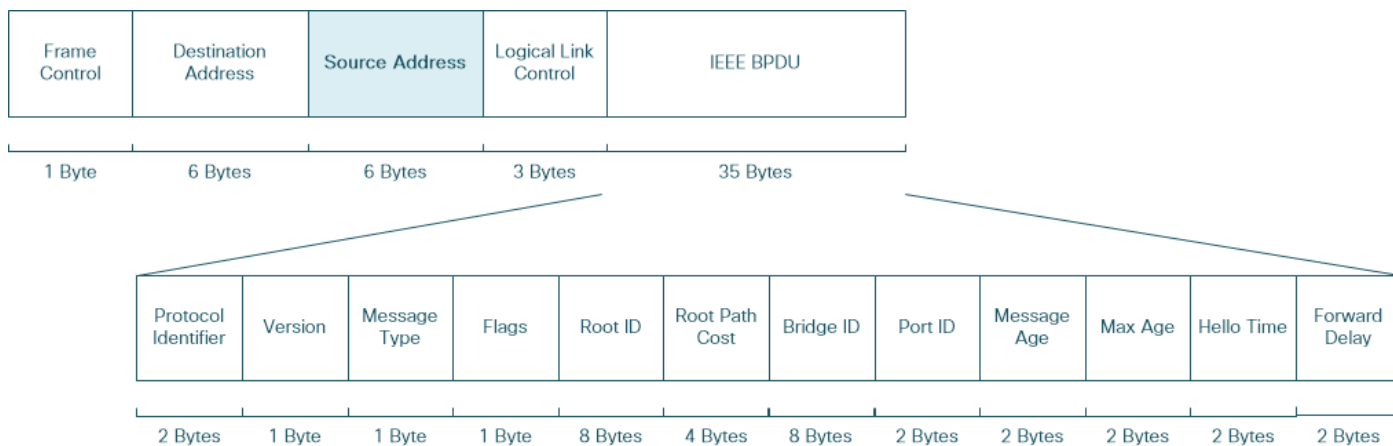 Frame
Control
Destination
Address
Source Address
Logical Link
Control
IEEE BPDU
1 Byte
6 Bytes
6 Bytes
3 Bytes
35 Bytes
Protocol
Identifier
Version
Message
Type
Flags
Root ID
Root Path
Cost
Bridge ID
Port ID
Message
Age
Max Age
Hello Time
Forward
Delay
2 Bytes
1 Byte
1 Byte
1 Byte
8 Bytes
4 Bytes
8 Bytes
2 Bytes
2 Bytes
2 Bytes
2 Bytes
2 Bytes